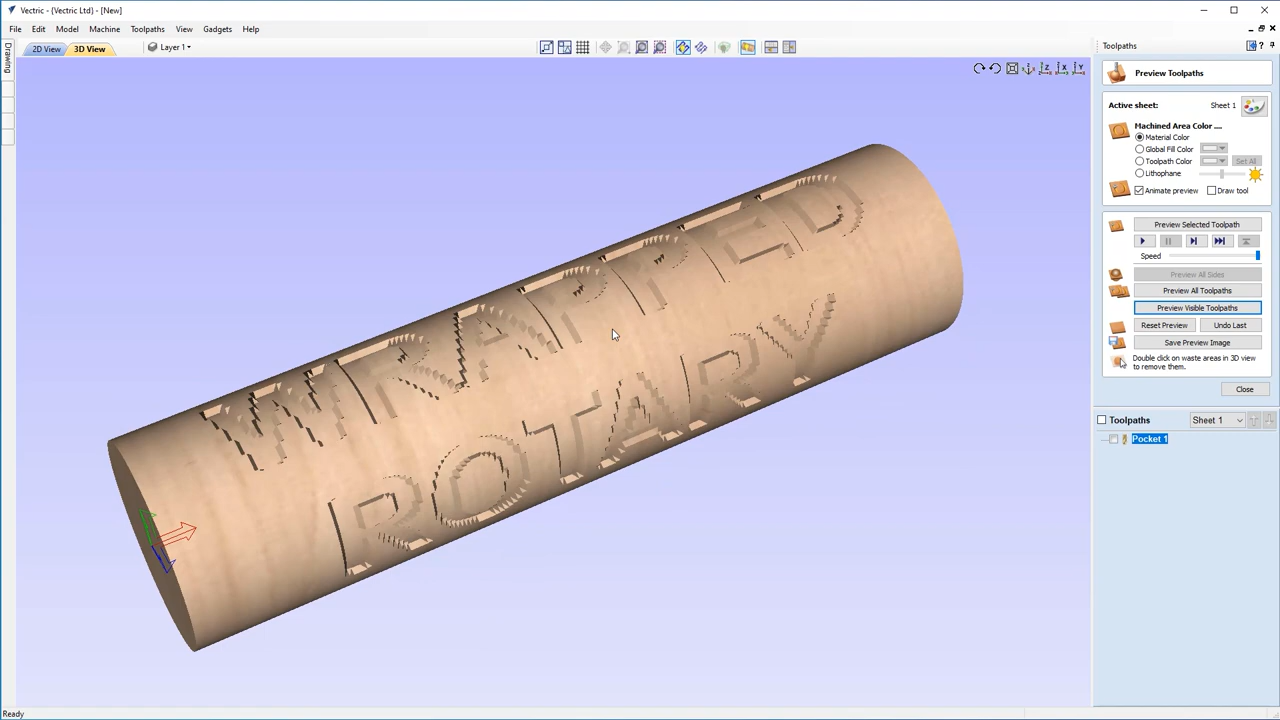 Vectric - {Vectric Ltd} - [New]
File Edit Model Machine Toolpaths View Gadgets Help
2D View 3D View Layer 1
Drawing
WRAPPED
ROTARY
Toolpaths
Preview Toolpaths
Active sheet: Sheet 1
Machined Area Color ....
Material Color
Global Fill Color
Toolpath Color Set All
Lithophane
Animate preview Draw tool
Preview Selected Toolpath
Speed
Preview All Sides
Preview All Toolpaths
Preview Visible Toolpaths
Reset Preview Undo Last
Save Preview Image
Double click on waste areas in 3D view
to remove them.
Close
Toolpaths Sheet 1
Pocket 1
Ready